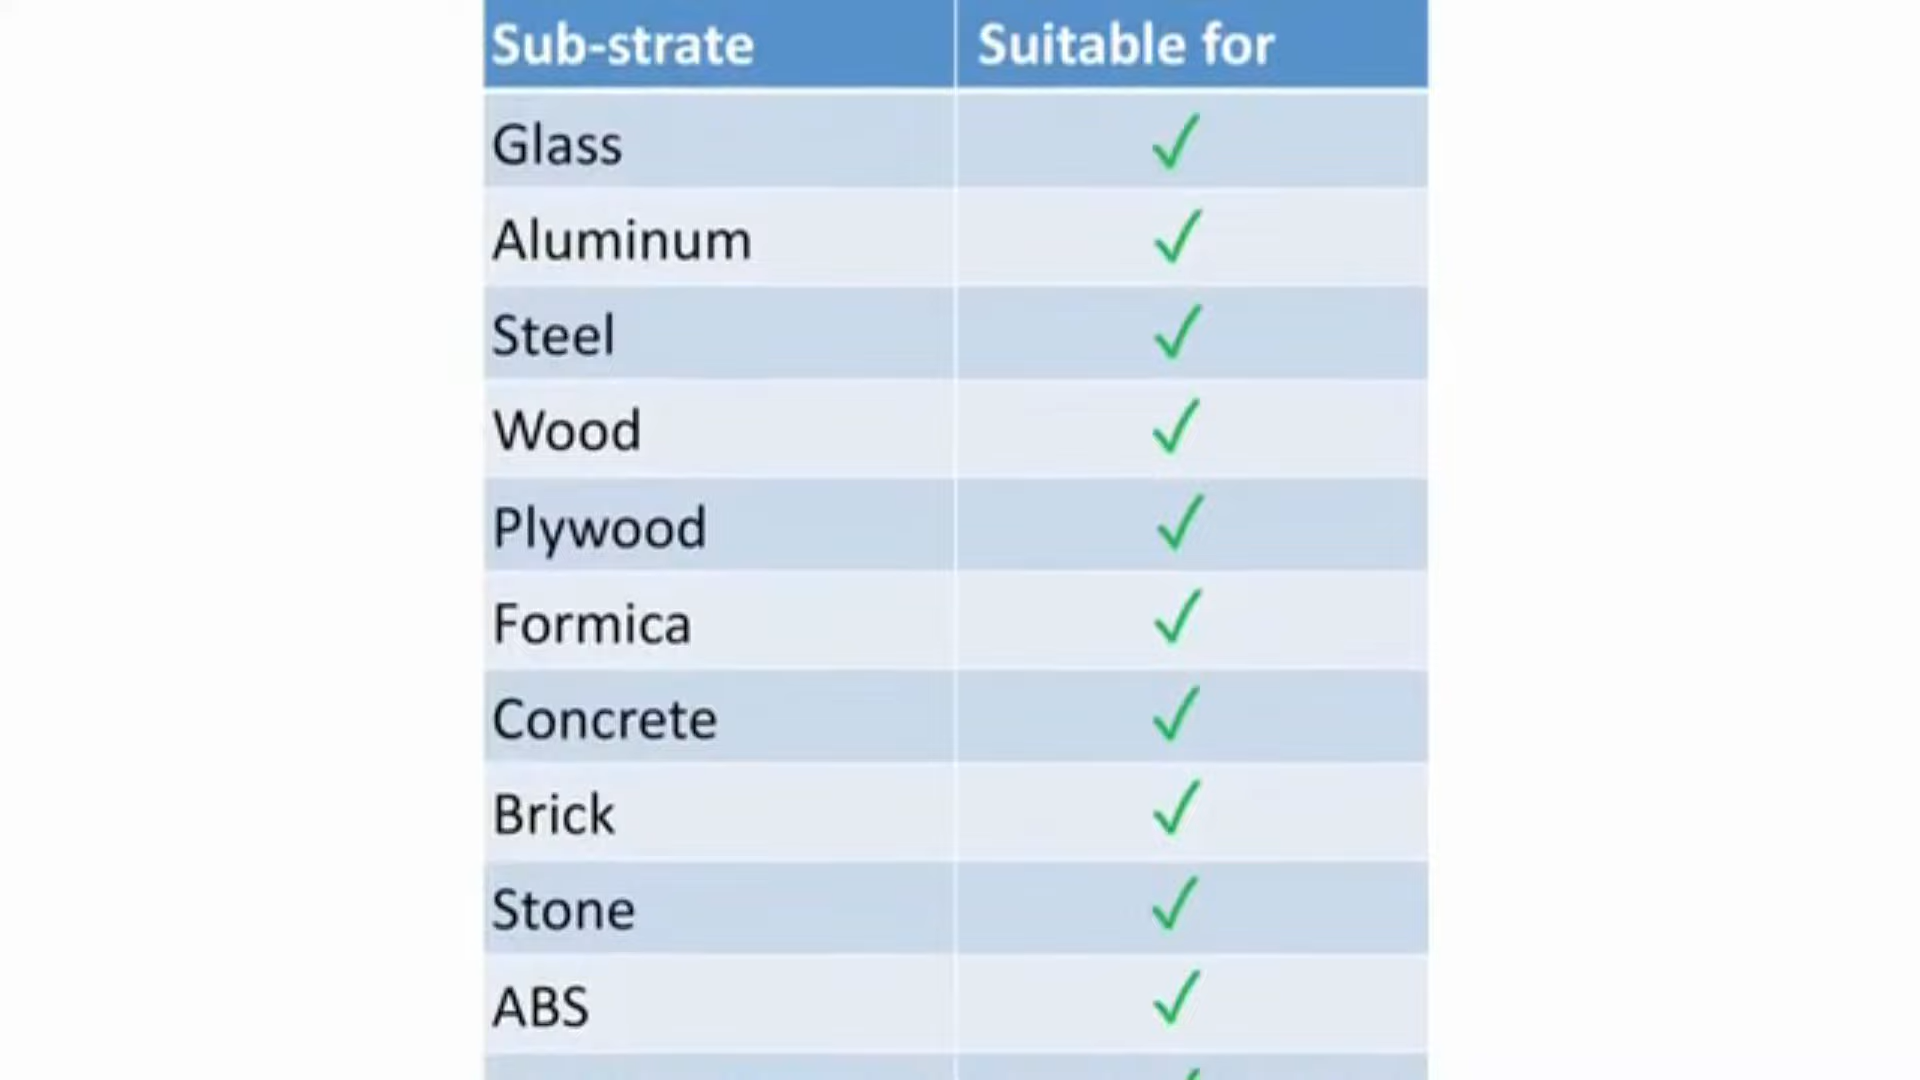 Sub-strate Suitable for
Glass ✓
Aluminum ✓
Steel ✓
Wood ✓
Plywood ✓
Formica ✓
Concrete ✓
Brick ✓
Stone ✓
ABS ✓